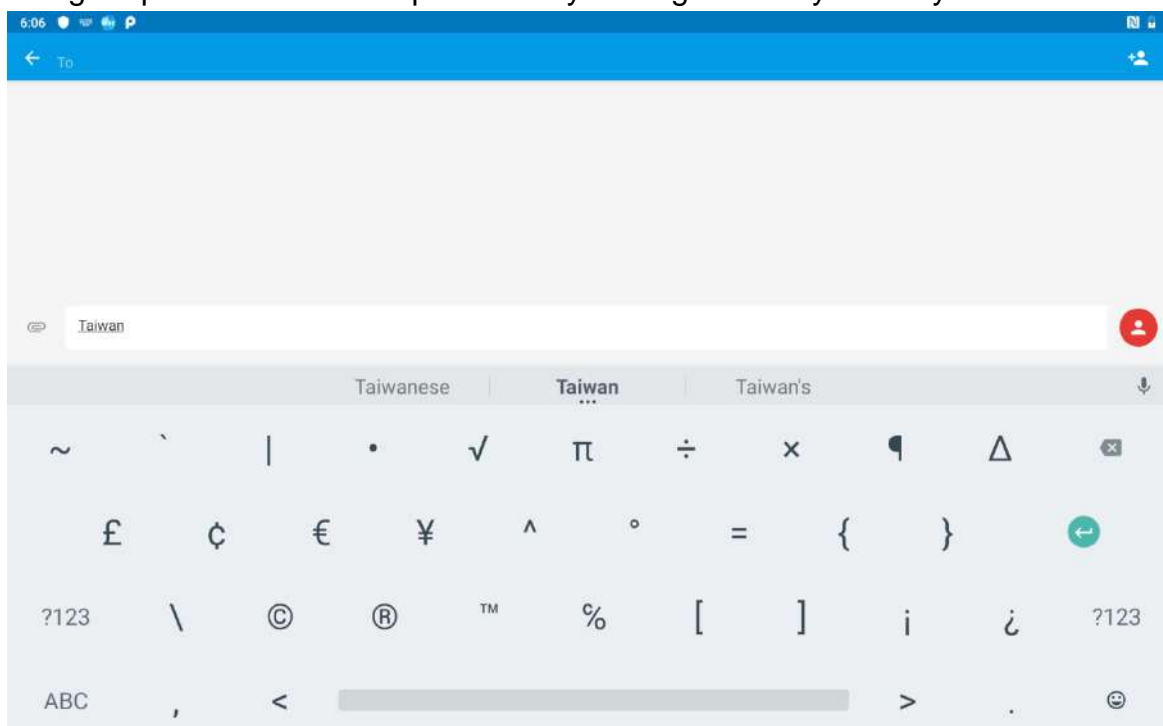 6:06
To
Taiwan
Taiwanese Taiwan Taiwan's
~ ` | • √ π ÷ × ¶ Δ
£ ¢ € ¥ ^ ° = { }
?123 \ © ® ™ ℅ [ ] ¡ ¿ ?123
ABC , < > .